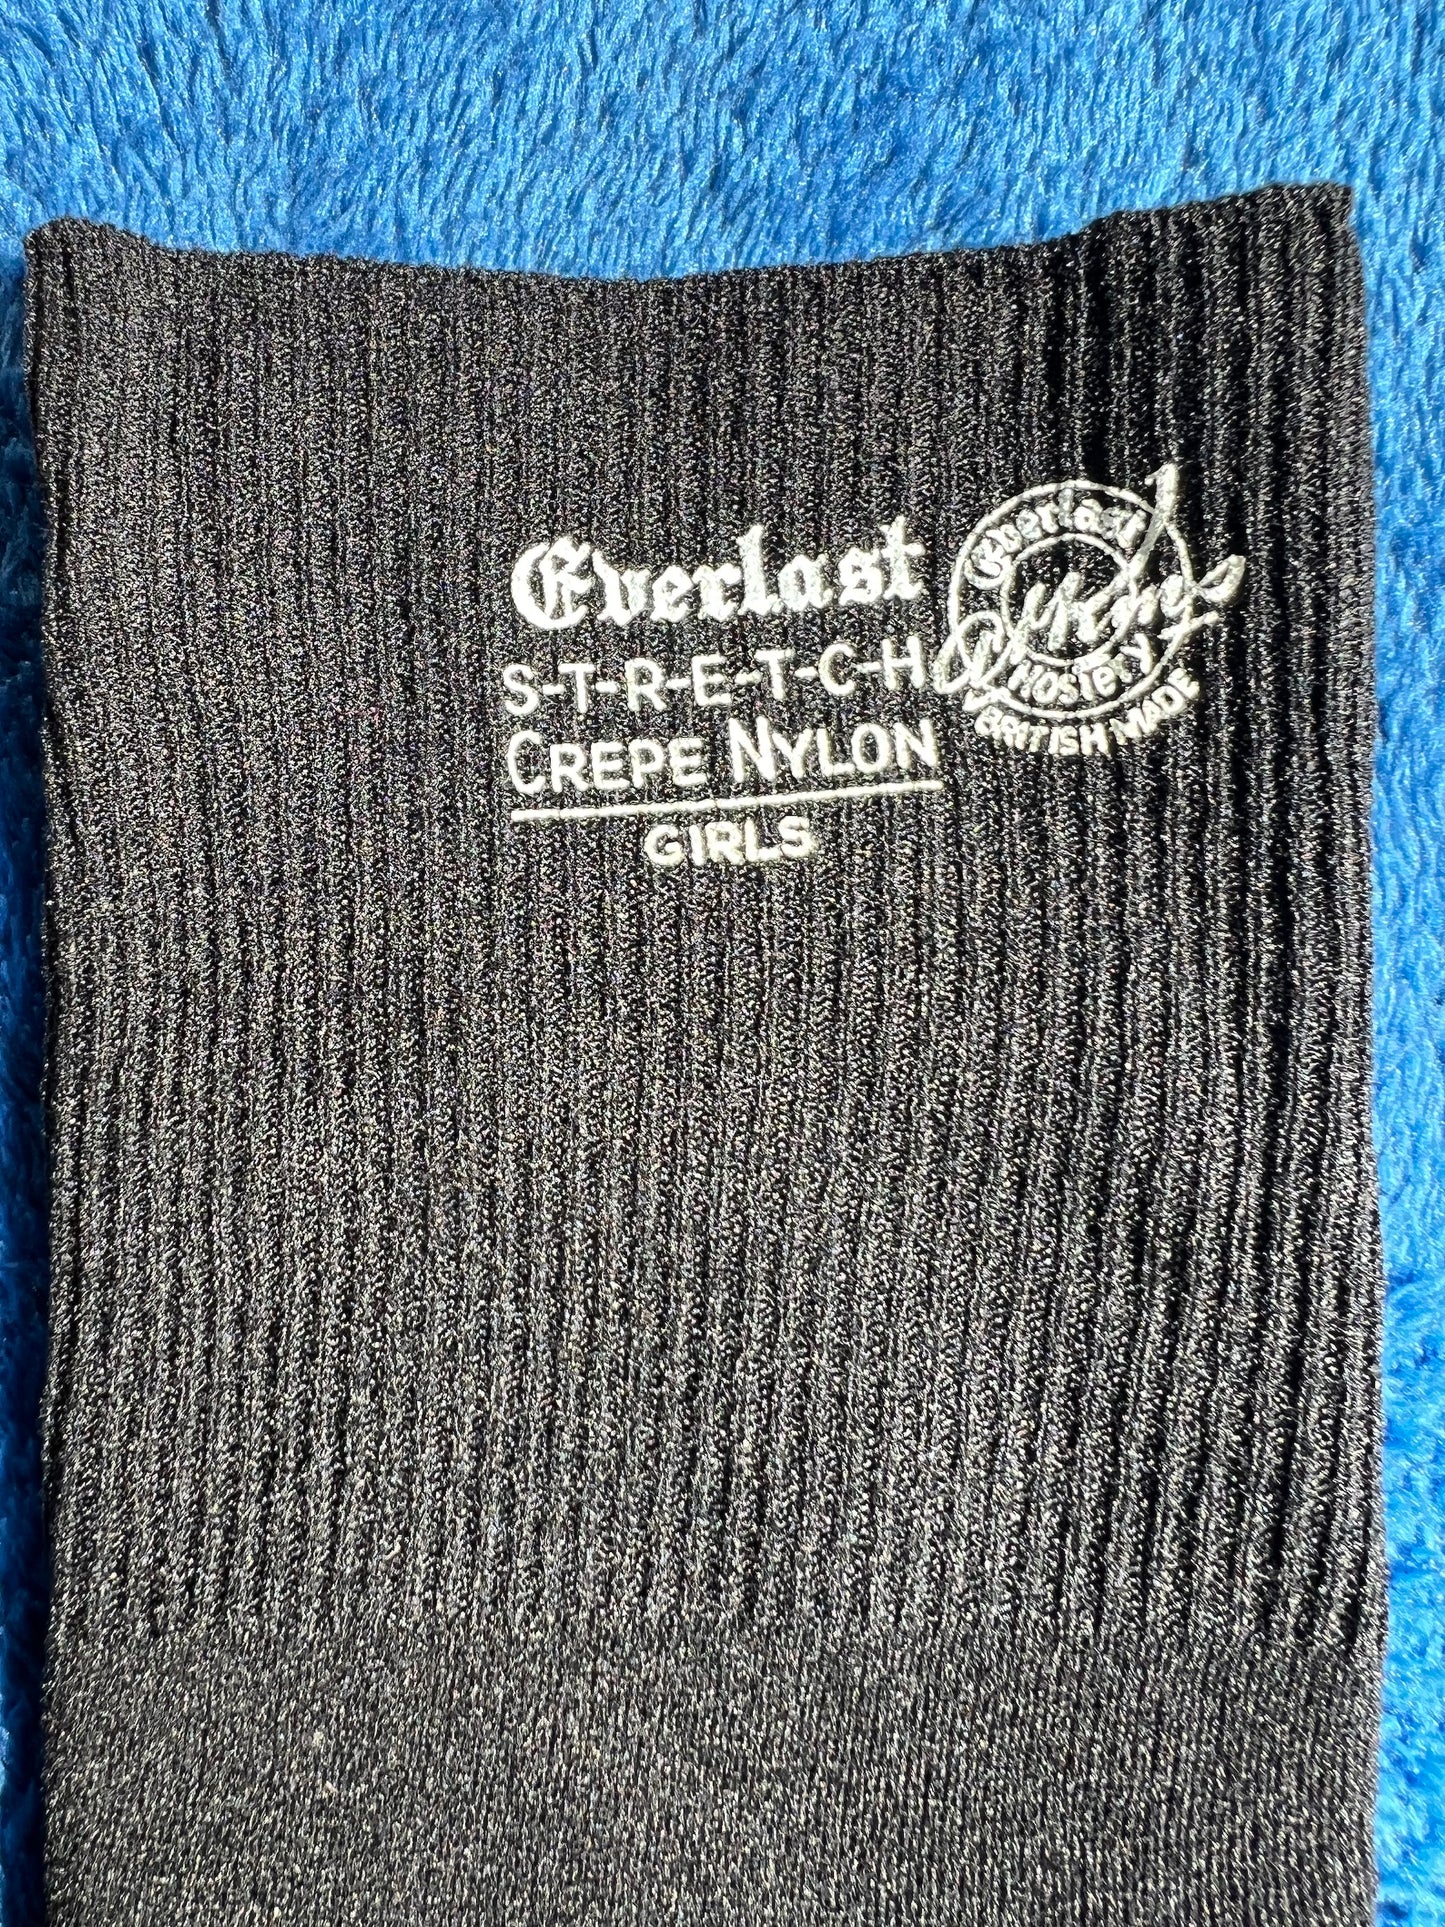 Everlast
S-T-R-E-T-C-H
CREPE NYLON
GIRLS
Everlast
HOSIERY
BRITISH MADE